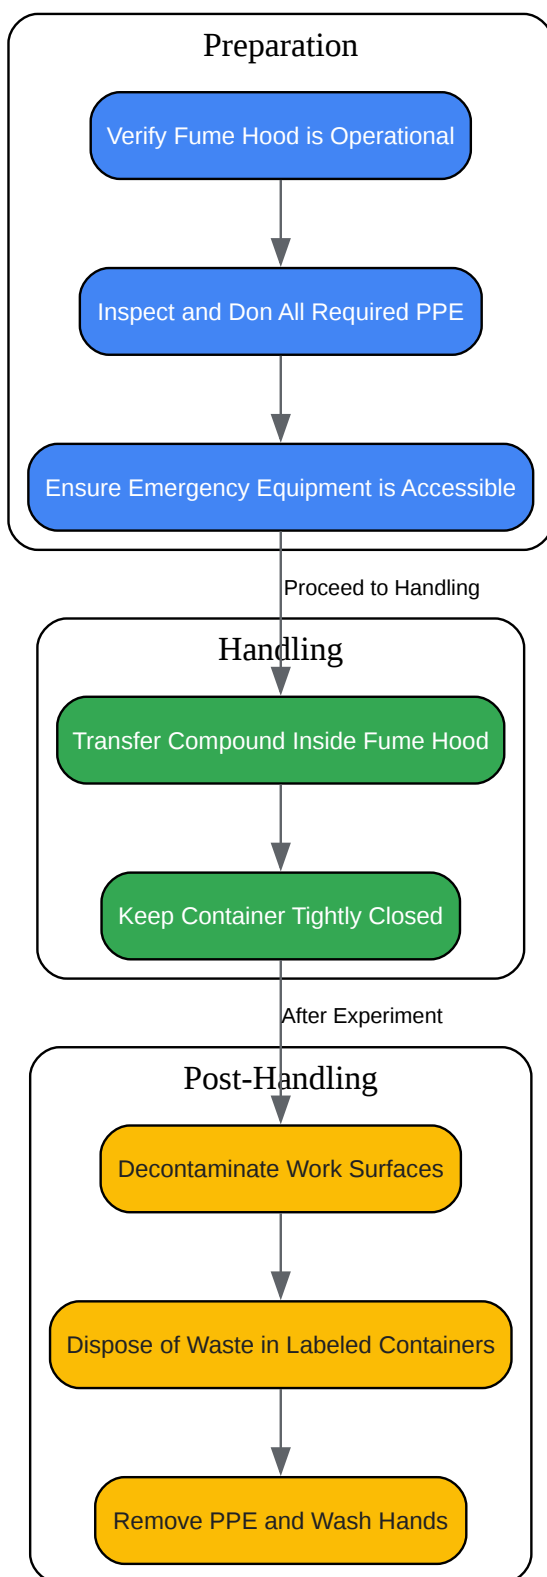 Preparation
Verify Fume Hood is Operational
Inspect and Don All Required PPE
Ensure Emergency Equipment is Accessible
Proceed to Handling
Handling
Transfer Compound Inside Fume Hood
Keep Container Tightly Closed
After Experiment
Post-Handling
Decontaminate Work Surfaces
Dispose of Waste in Labeled Containers
Remove PPE and Wash Hands